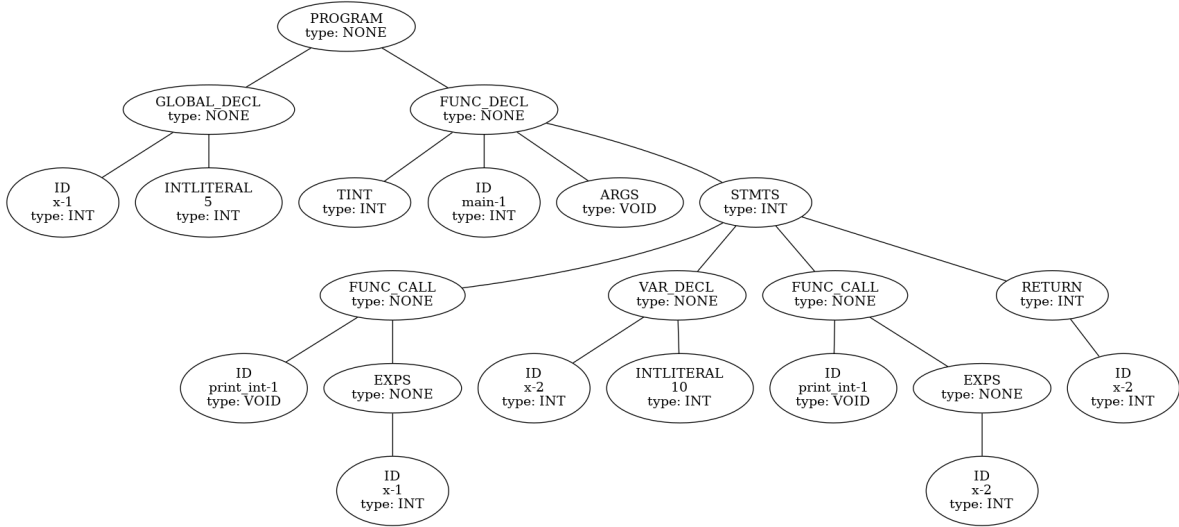 PROGRAM
type: NONE
GLOBAL_DECL
type: NONE
FUNC_DECL
type: NONE
ID
x-1
type: INT
INTLITERAL
5
type: INT
TINT
type: INT
ID
main-1
type: INT
ARGS
type: VOID
STMTS
type: INT
FUNC_CALL
type: NONE
VAR_DECL
type: NONE
FUNC_CALL
type: NONE
RETURN
type: INT
ID
print_int-1
type: VOID
EXPS
type: NONE
ID
x-2
type: INT
INTLITERAL
10
type: INT
ID
print_int-1
type: VOID
EXPS
type: NONE
ID
x-2
type: INT
ID
x-1
type: INT
ID
x-2
type: INT